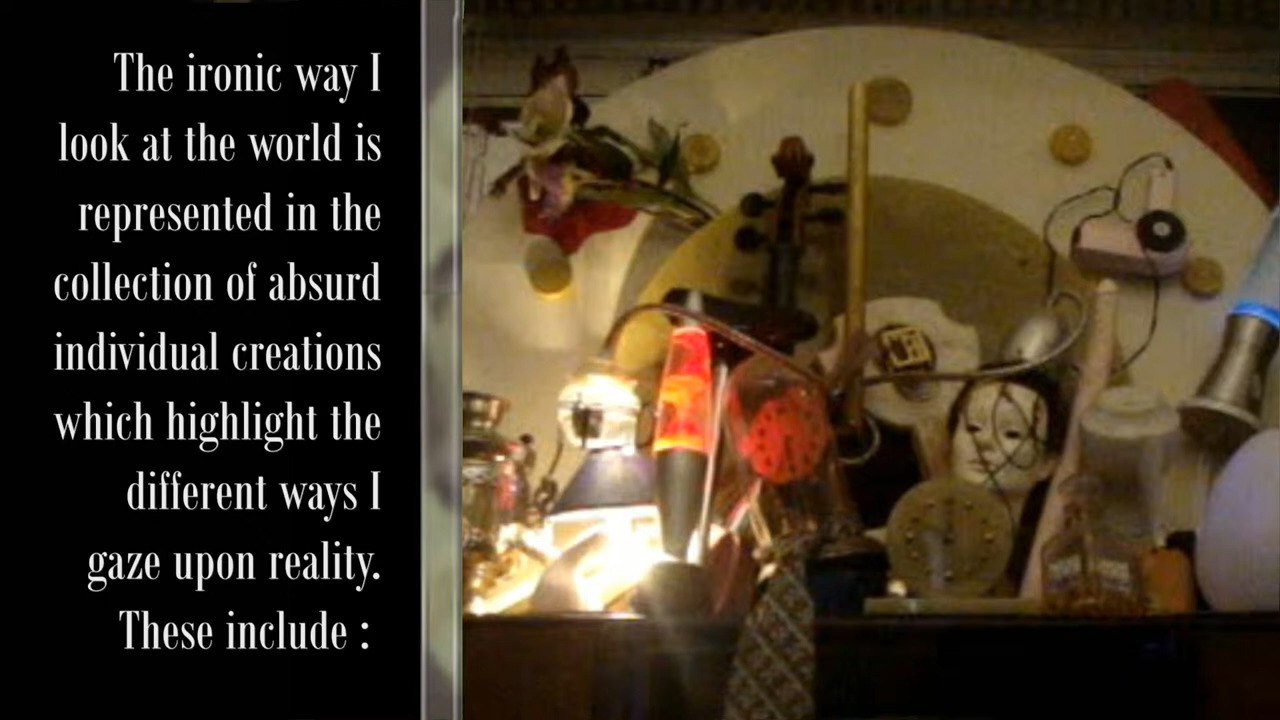 The ironic way I
look at the world is
represented in the
collection of absurd
individual creations
which highlight the
different ways I
gaze upon reality.
These include :